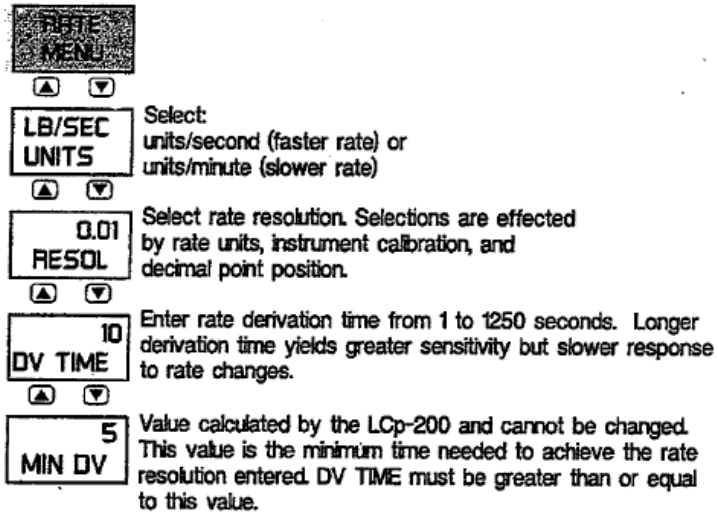 RATE
MENU
LB/SEC
UNITS
Select:
units/second (faster rate) or
units/minute (slower rate)
0.01
RESOL
Select rate resolution. Selections are effected
by rate units, instrument calibration, and
decimal point position.
10
DV TIME
Enter rate derivation time from 1 to 1250 seconds. Longer
derivation time yields greater sensitivity but slower response
to rate changes.
5
MIN DV
Value calculated by the LCp-200 and cannot be changed.
This value is the minimum time needed to achieve the rate
resolution entered. DV TIME must be greater than or equal
to this value.